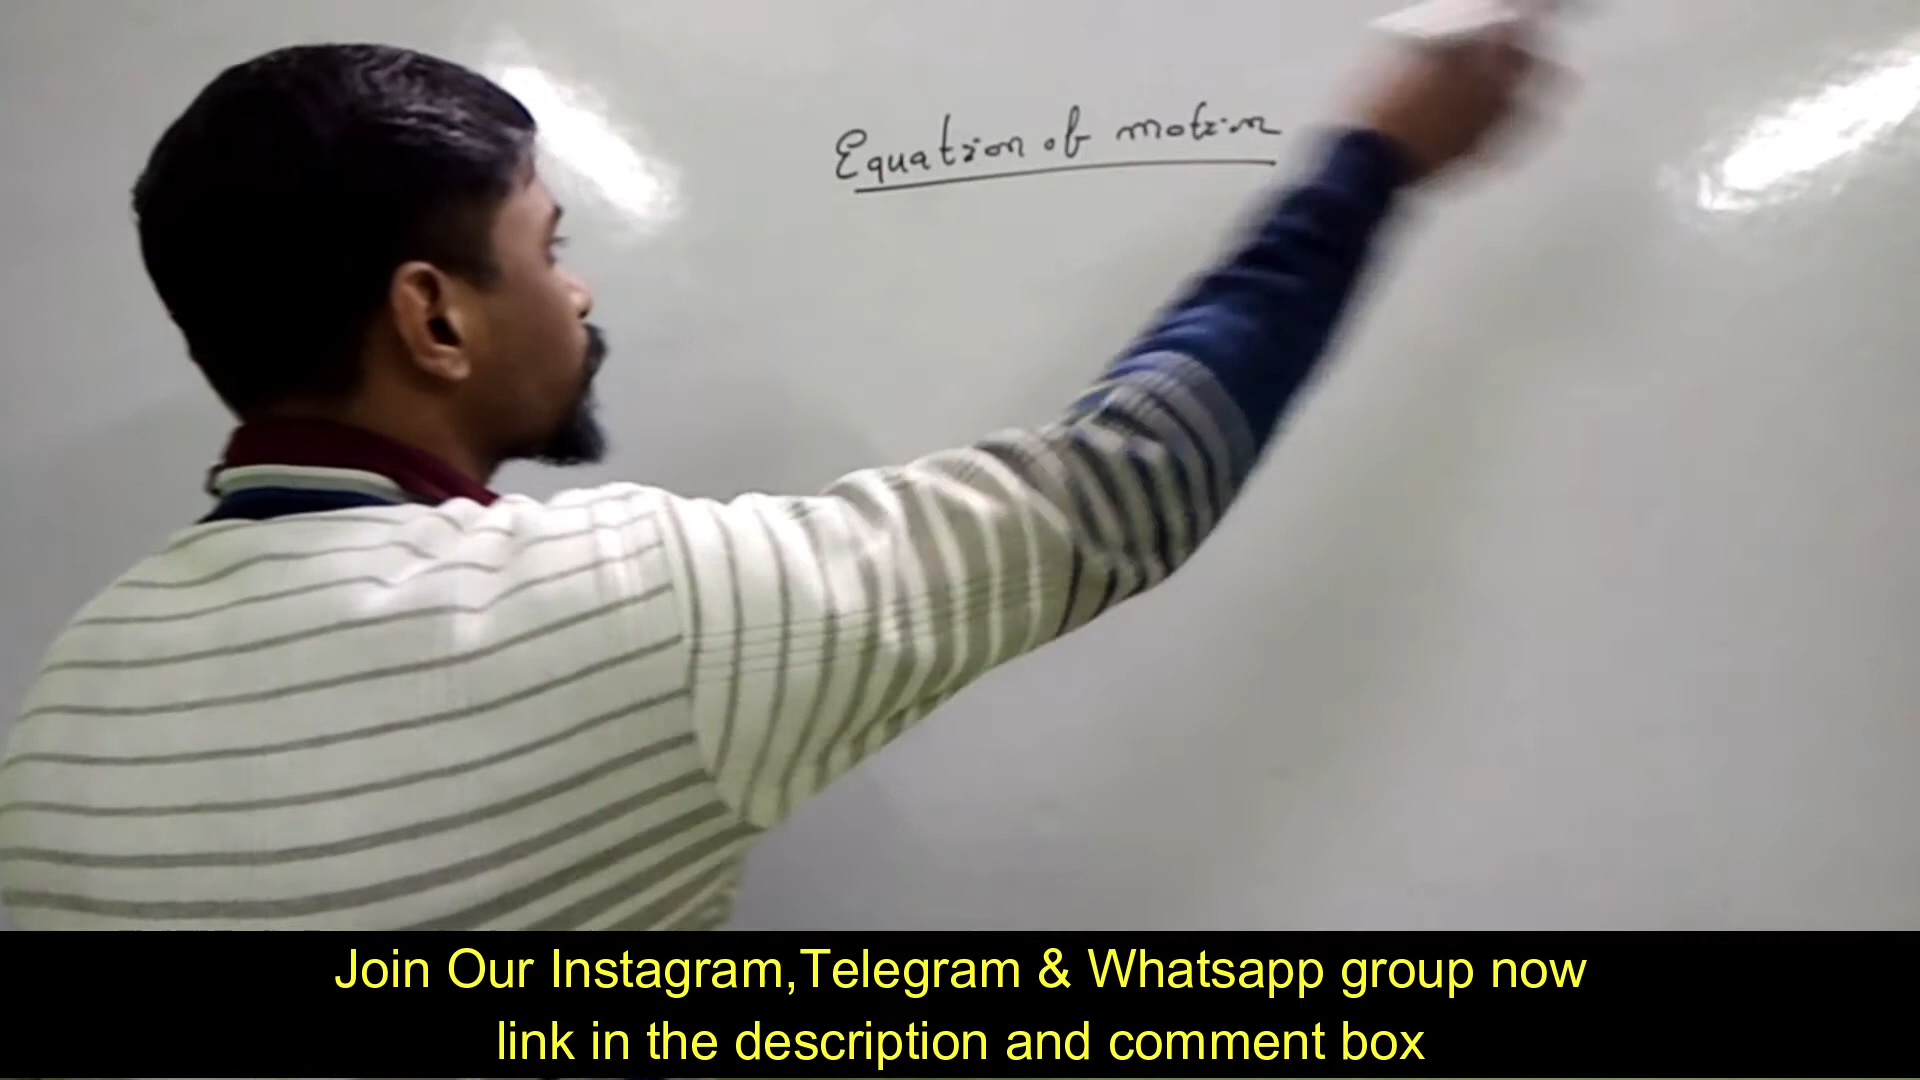 Equation of motion
Join Our Instagram,Telegram & Whatsapp group now
link in the description and comment box